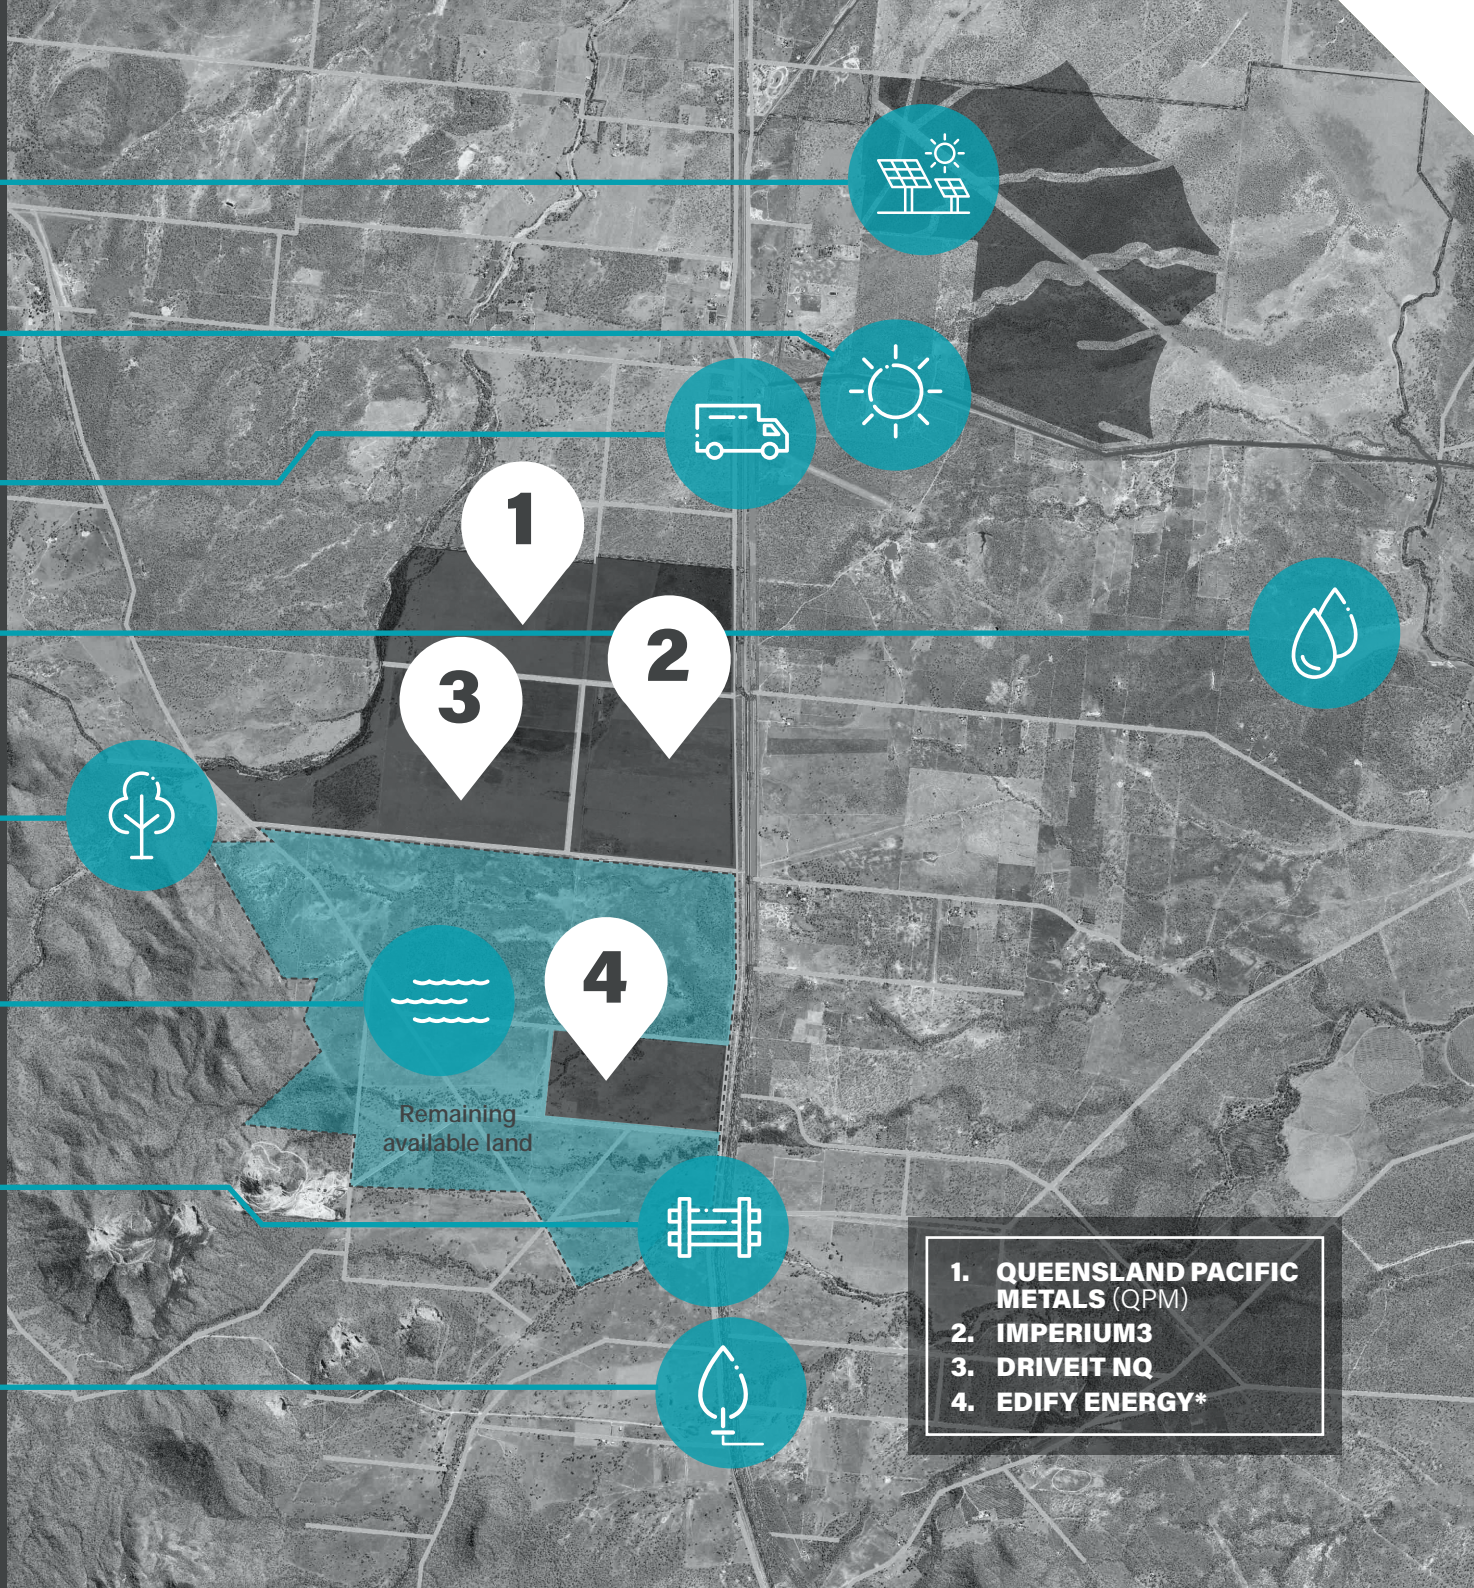 1
2
3
4
Remaining
available land
1. QUEENSLAND PACIFIC
METALS (QPM)
2. IMPERIUM3
3. DRIVEIT NQ
4. EDIFY ENERGY*